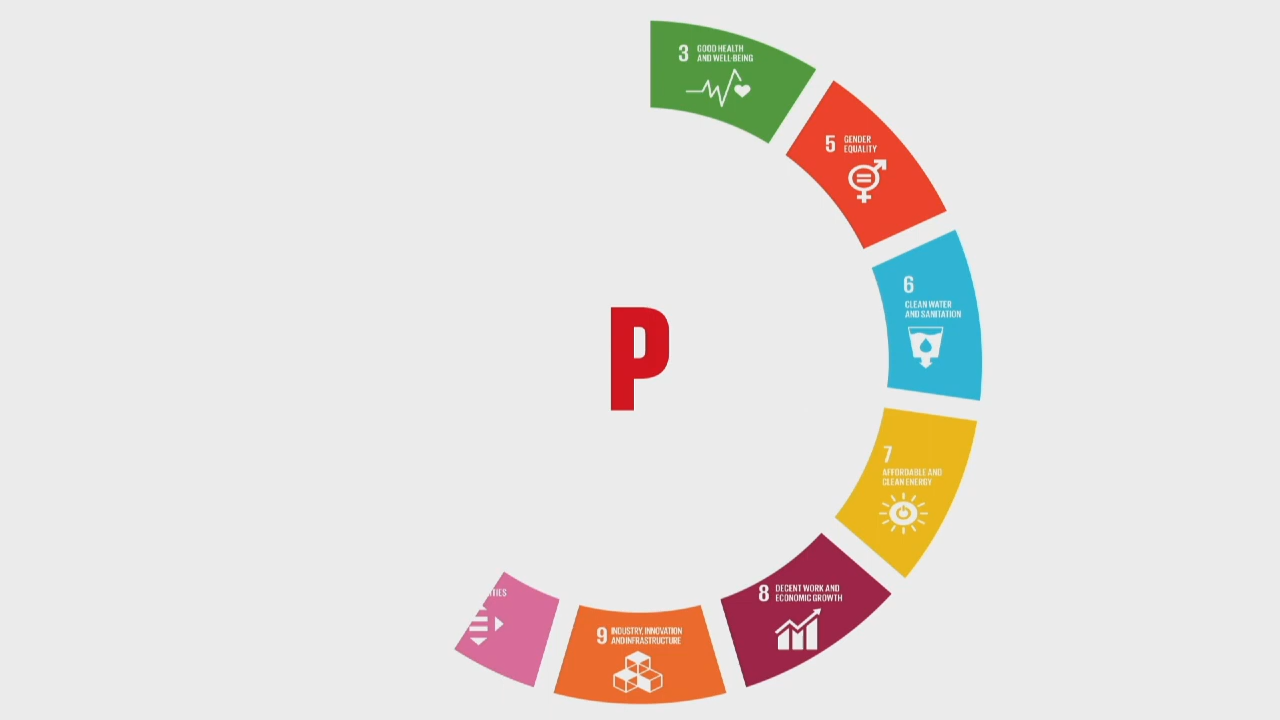 3 GOOD HEALTH
AND WELL-BEING
5 GENDER
EQUALITY
6
CLEAN WATER
AND SANITATION
P
7
AFFORDABLE AND
CLEAN ENERGY
8 DECENT WORK AND
ECONOMIC GROWTH
9 INDUSTRY, INNOVATION
AND INFRASTRUCTURE